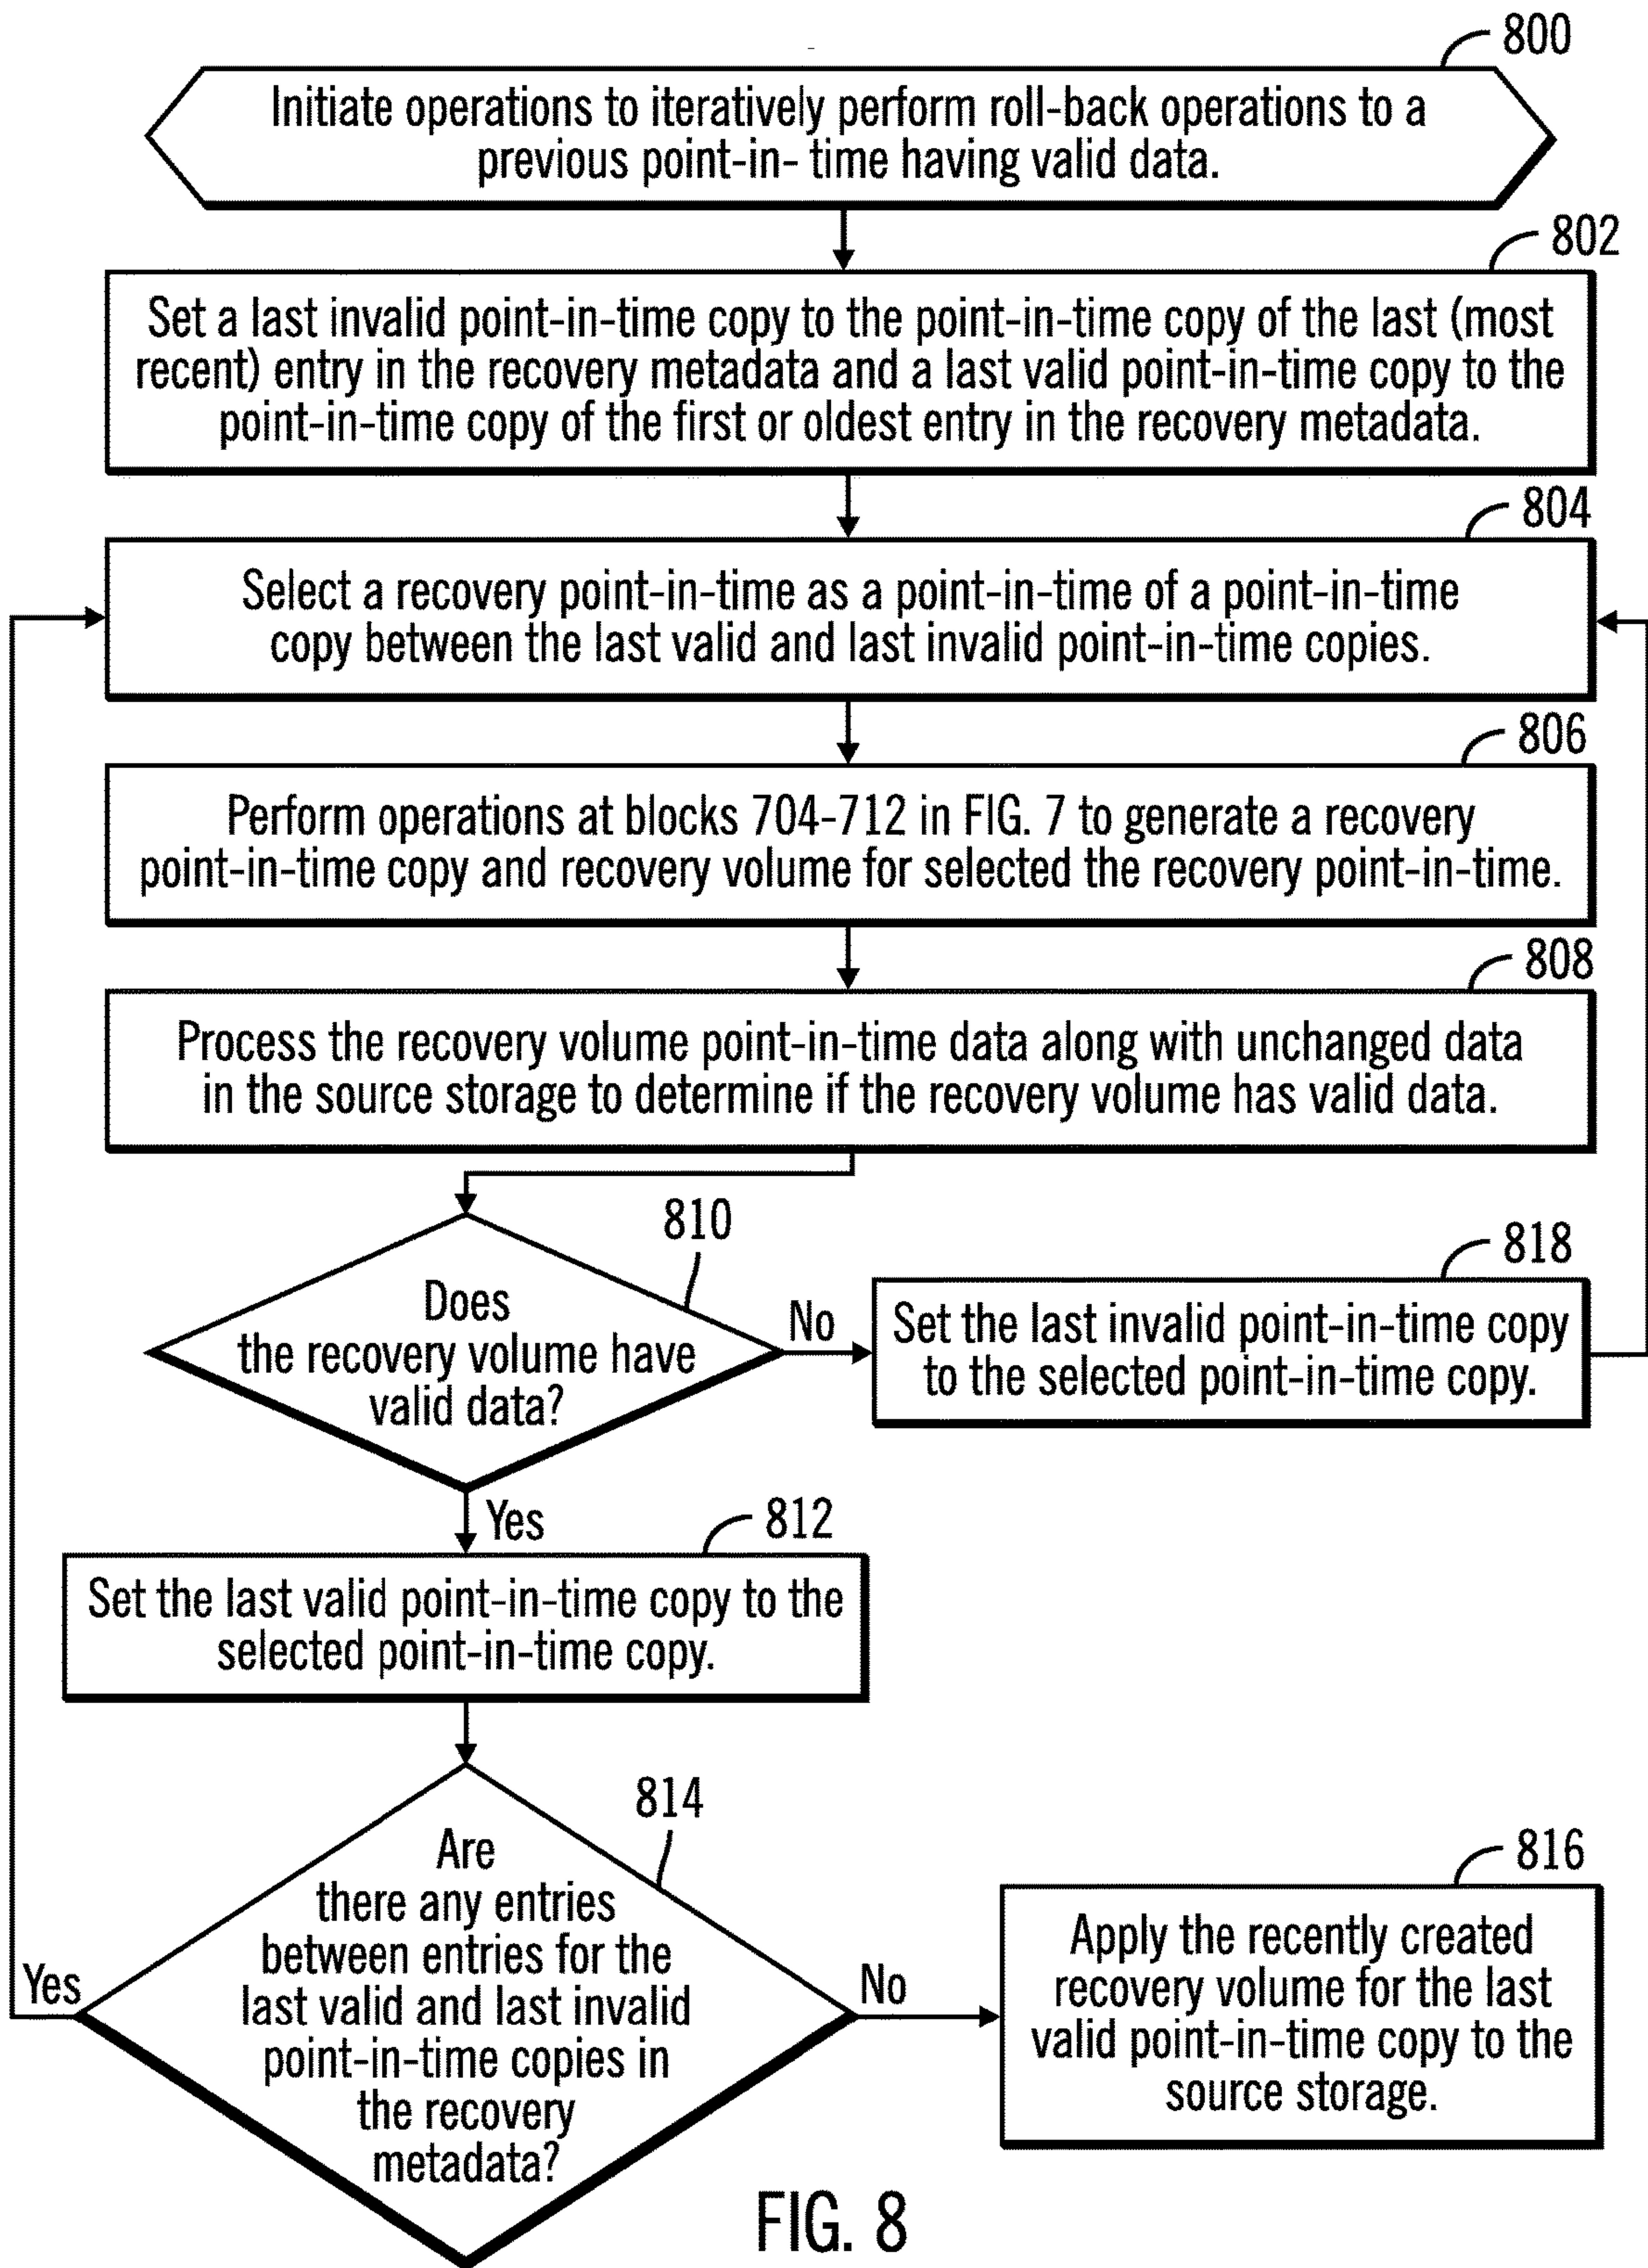 800
Initiate operations to iteratively perform roll-back operations to a
previous point-in- time having valid data.
802
Set a last invalid point-in-time copy to the point-in-time copy of the last (most
recent) entry in the recovery metadata and a last valid point-in-time copy to the
point-in-time copy of the first or oldest entry in the recovery metadata.
804
Select a recovery point-in-time as a point-in-time of a point-in-time
copy between the last valid and last invalid point-in-time copies.
806
Perform operations at blocks 704-712 in FIG. 7 to generate a recovery
point-in-time copy and recovery volume for selected the recovery point-in-time.
808
Process the recovery volume point-in-time data along with unchanged data
in the source storage to determine if the recovery volume has valid data.
810
Does
the recovery volume have
valid data?
No
818
Set the last invalid point-in-time copy
to the selected point-in-time copy.
Yes
812
Set the last valid point-in-time copy to the
selected point-in-time copy.
814
Are
there any entries
between entries for the
last valid and last invalid
point-in-time copies in
the recovery
metadata?
Yes
No
816
Apply the recently created
recovery volume for the last
valid point-in-time copy to the
source storage.
FIG. 8